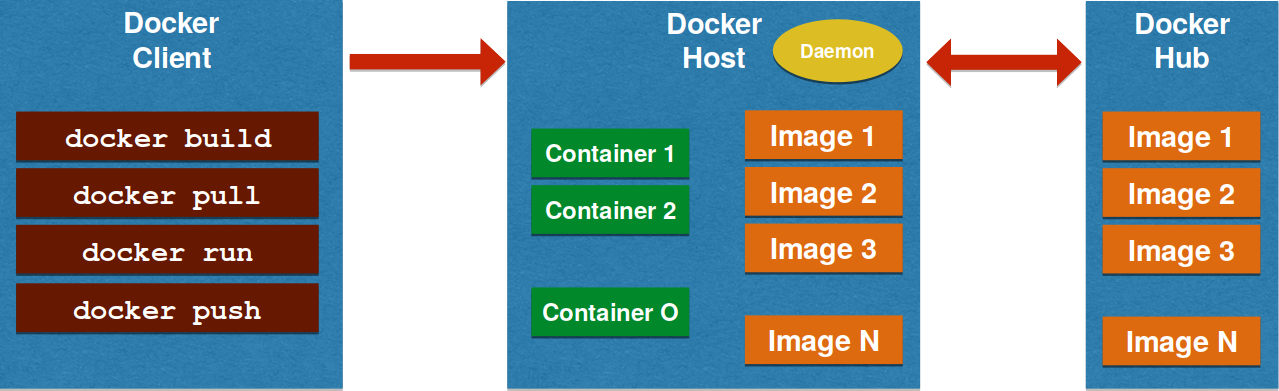 Docker
Client
docker build
docker pull
docker run
docker push
Docker
Host
Daemon
Container 1
Container 2
Container O
Image 1
Image 2
Image 3
Image N
Docker
Hub
Image 1
Image 2
Image 3
Image N